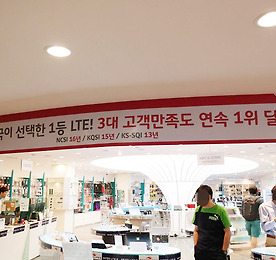 선택한 1등 LTE! 3대 고객만족도 연속 1위 달
NCSI 16년 / KQSI 15년 / KS-SQI 13년